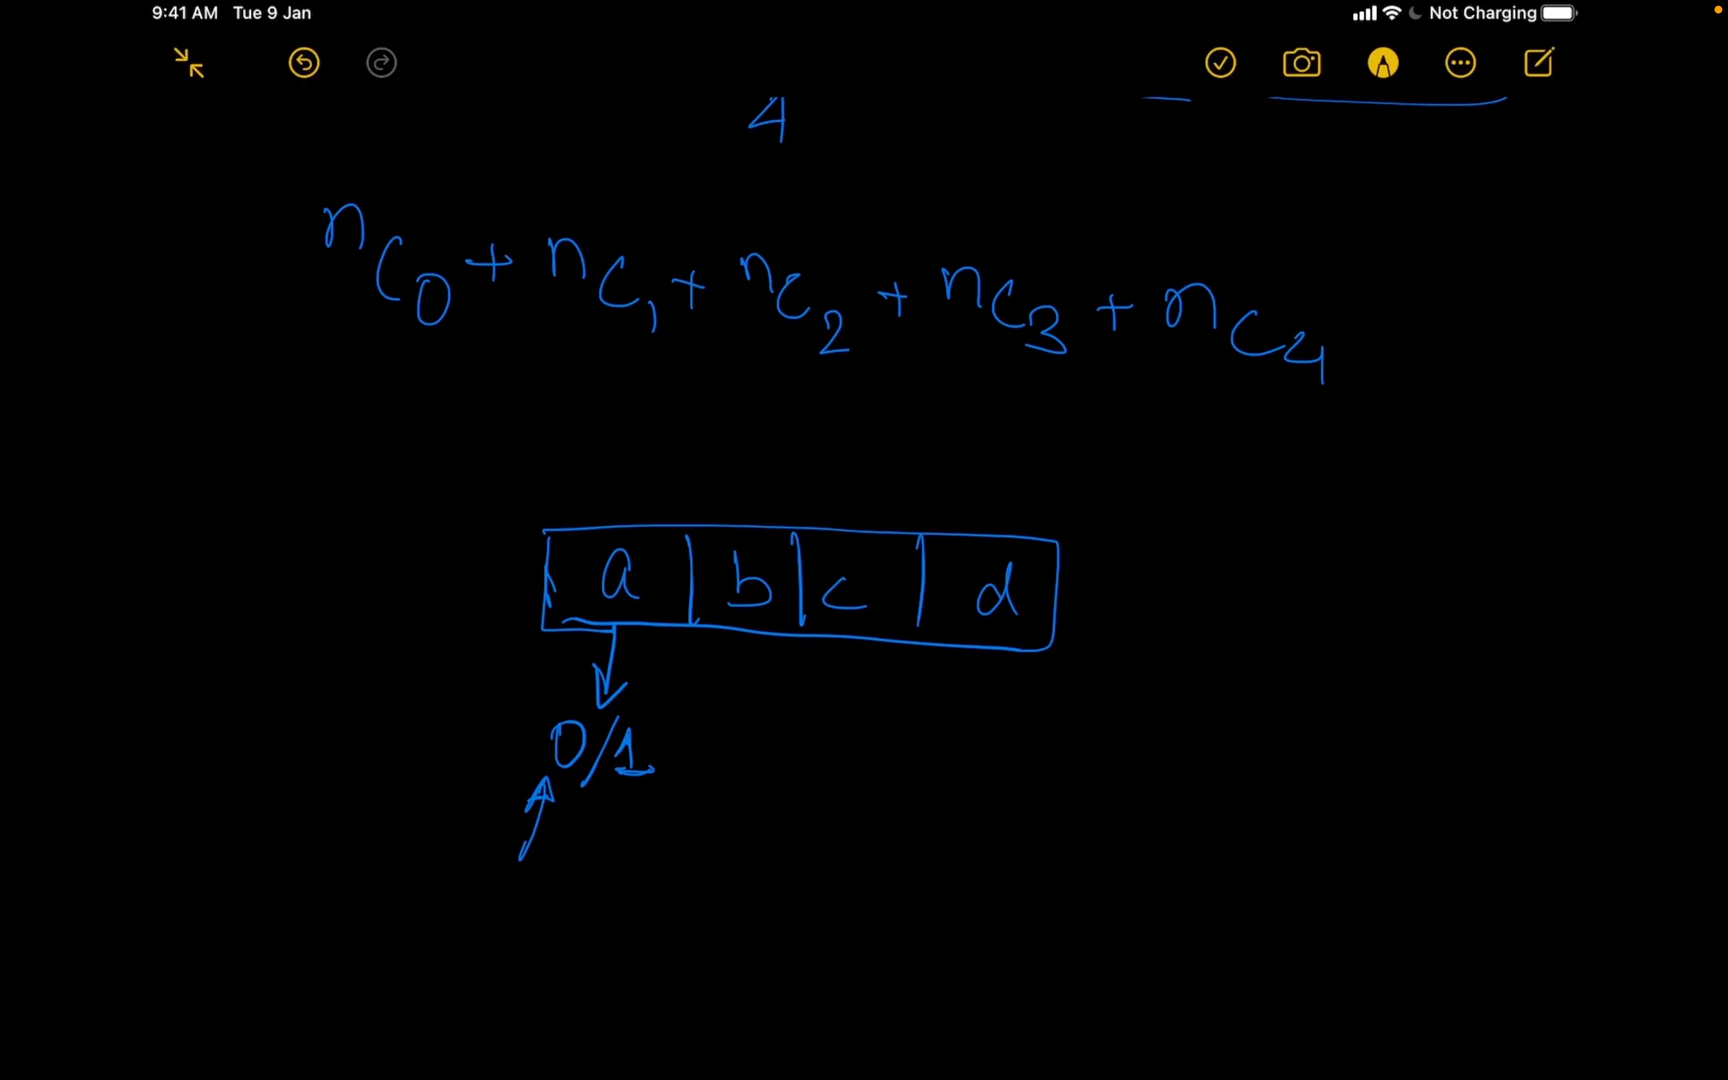 9:41 AM Tue 9 Jan Not Charging
4
nC0 + nC1 + nC2 + nC3 + nC4
a b c d
0/1